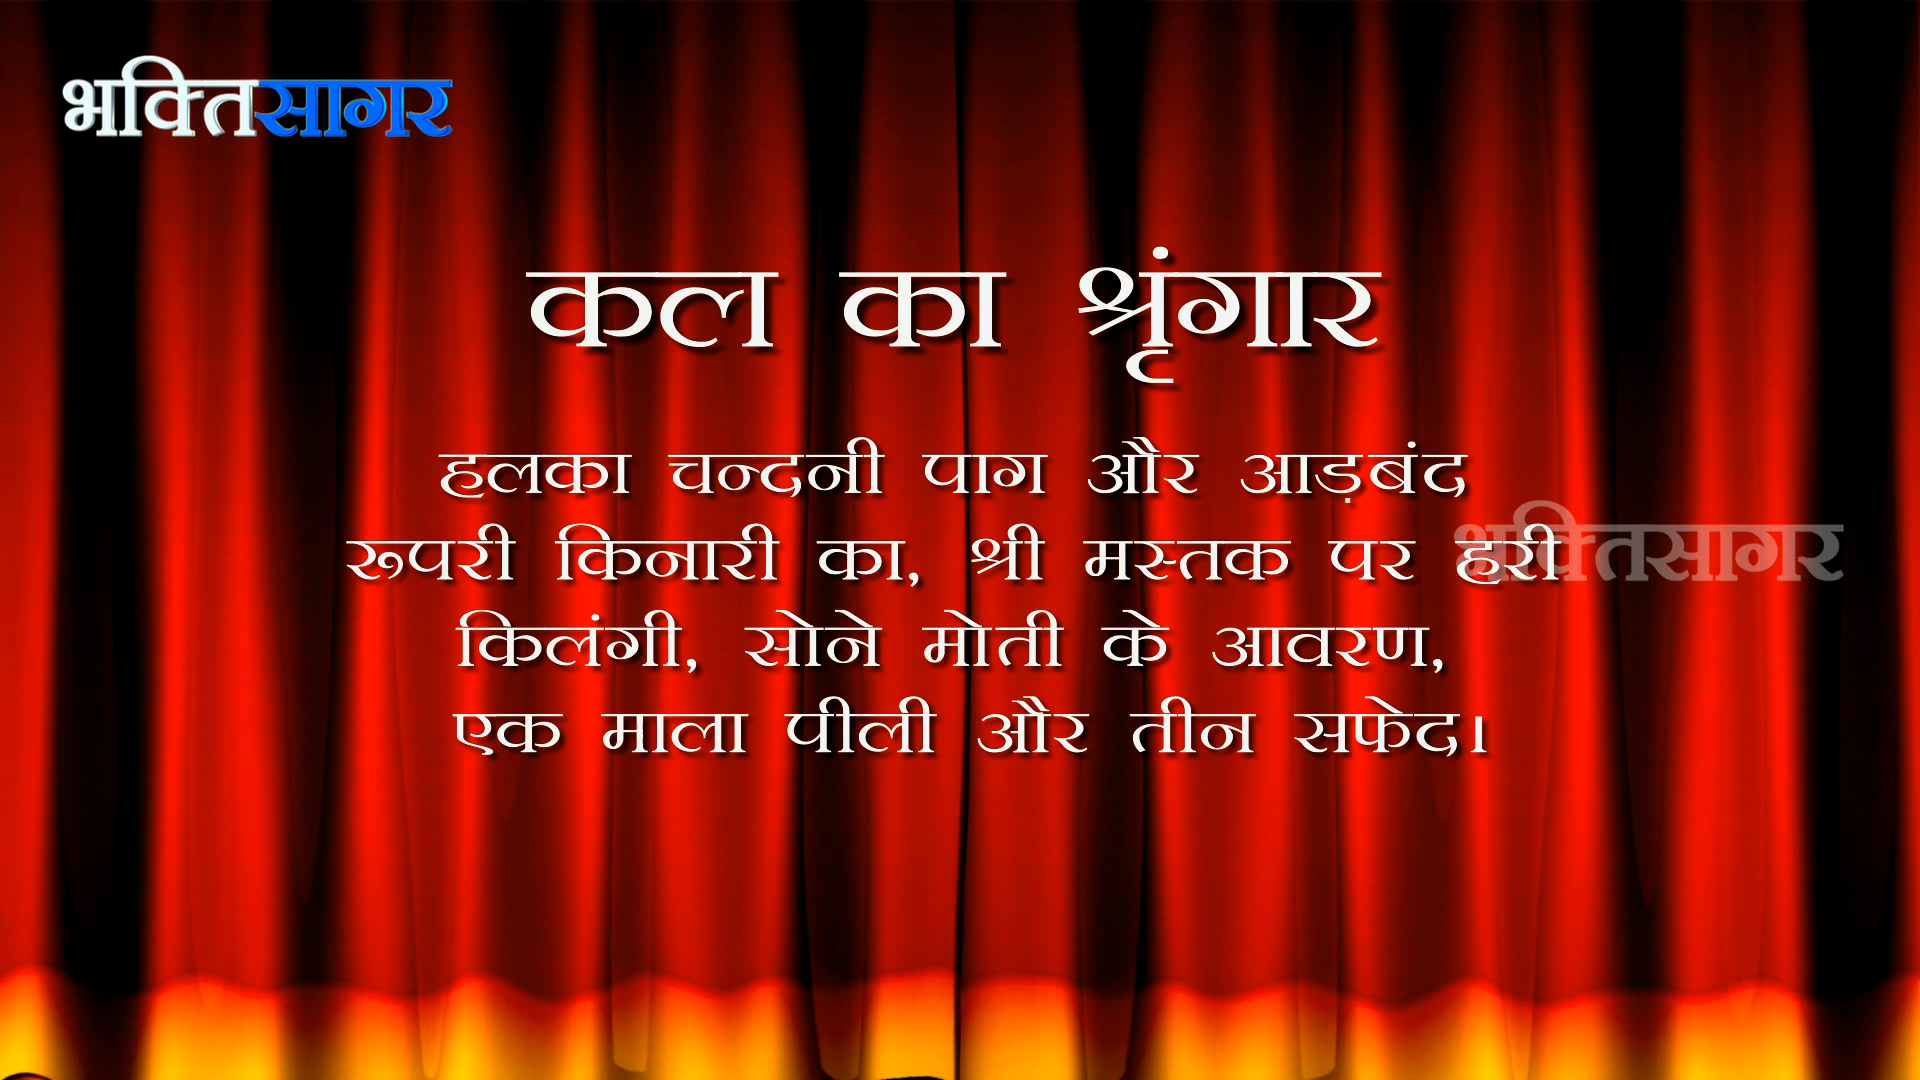 भक्तिसागर
कल का श्रृंगार
हलका चन्दनी पाग और आड़बंद
रूपरी किनारी का, श्री मस्तक पर हरी
भक्तिसागर
किलंगी, सोने मोती के आवरण,
एक माला पीली और तीन सफेद।